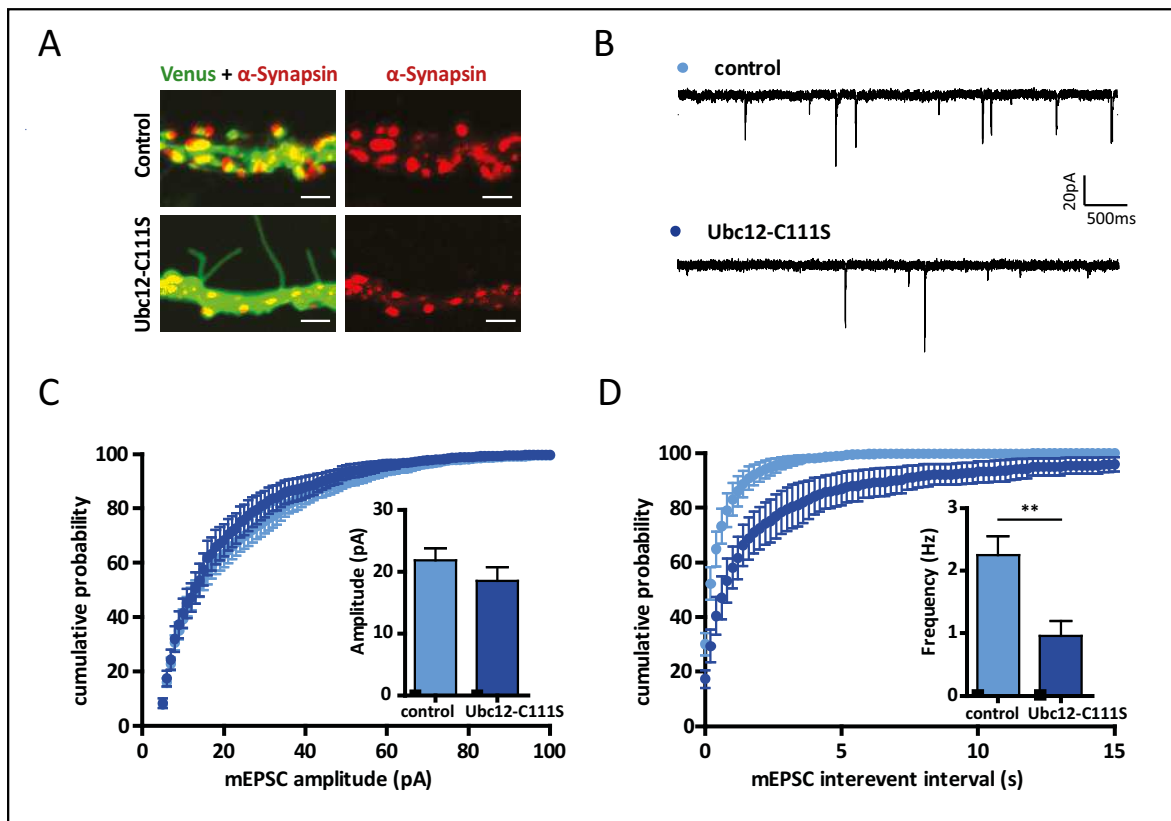 A
Venus + α-Synapsin
α-Synapsin
Control
Ubc12-C111S
B
control
20pA
500ms
Ubc12-C111S
C
cumulative probability
100
80
60
40
20
0
0
20
40
60
80
100
mEPSC amplitude (pA)
Amplitude (pA)
30
20
10
0
control
Ubc12-C111S
D
cumulative probability
100
80
60
40
20
0
0
5
10
15
mEPSC interevent interval (s)
Frequency (Hz)
3
2
1
0
**
control
Ubc12-C111S